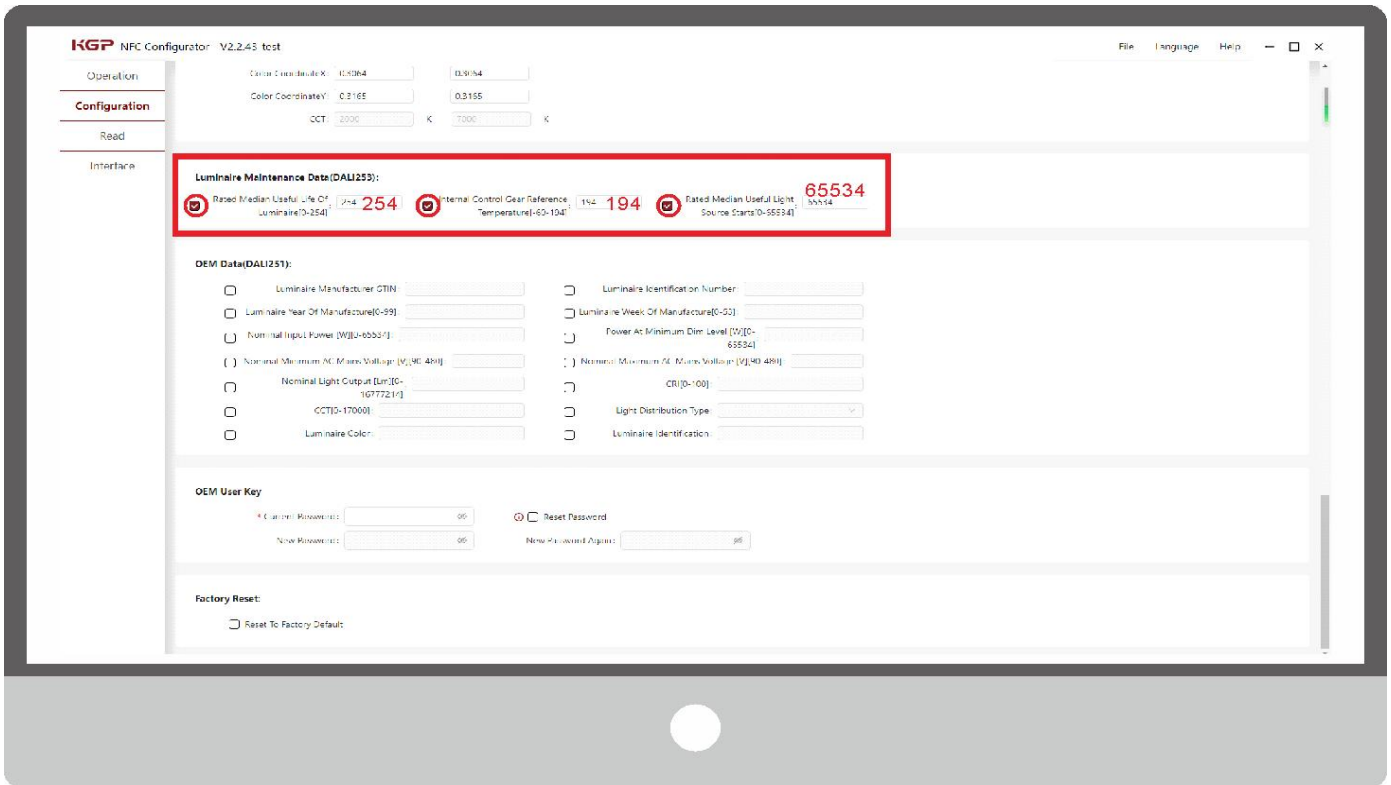 KGP NFC Configurator V2.2.43 test File Language Help
Operation
Configuration
Read
Interface
Color CoordinateX: 0.3064 0.3064
Color CoordinateY: 0.3165 0.3165
CCT: 2000 K 7000 K
Luminaire Maintenance Data(DALI253):
Rated Median Useful Life Of Luminaire[0-254]: 254 254
Internal Control Gear Reference Temperature[-60-194]: 194 194
Rated Median Useful Light Source Starts[0-65534]: 65534 65534
OEM Data(DALI251):
Luminaire Manufacturer GTIN: Luminaire Identification Number:
Luminaire Year Of Manufacture[0-99]: Luminaire Week Of Manufacture[0-53]:
Nominal Input Power [W][0-65534]: Power At Minimum Dim Level [W][0-65534]
Nominal Minimum AC Mains Voltage [V][90-480]: Nominal Maximum AC Mains Voltage [V][90-480]:
Nominal Light Output [Lm][0-16777214] CRI[0-100]:
CCT[0-17000]: Light Distribution Type:
Luminaire Color: Luminaire Identification:
OEM User Key
* Current Password: Reset Password
New Password: New Password Again:
Factory Reset:
Reset To Factory Default